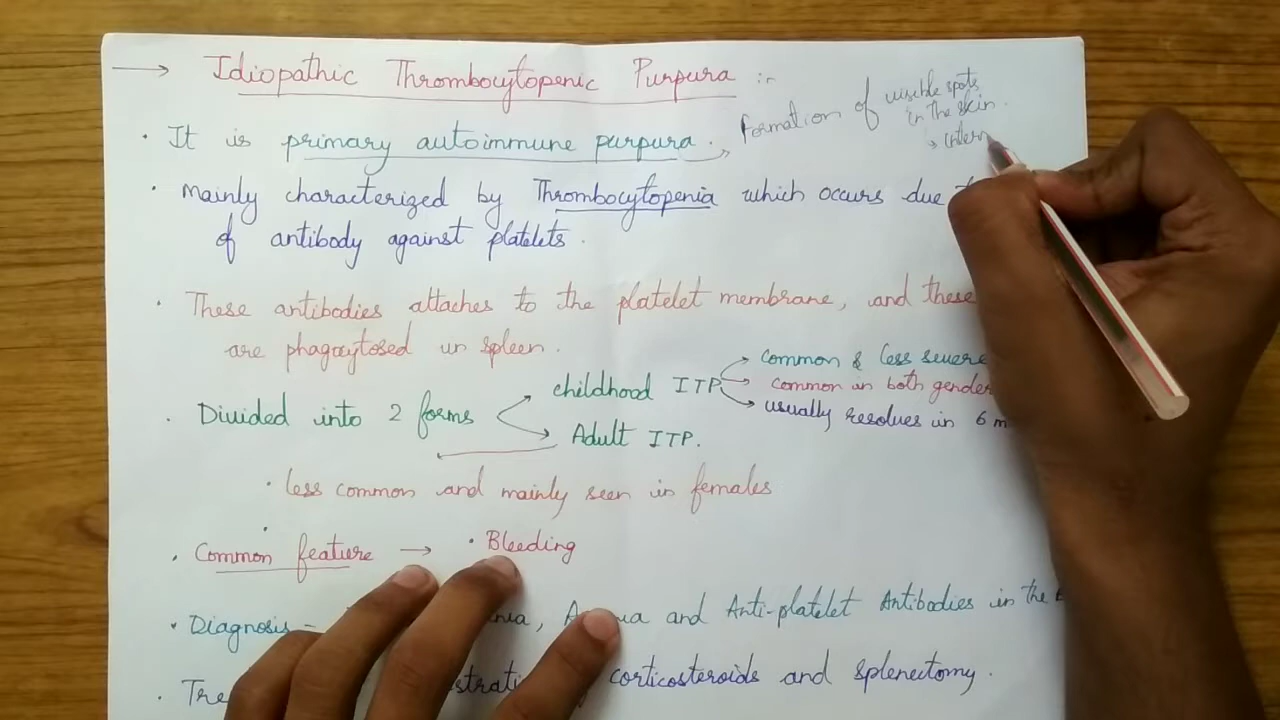 → Idiopathic Thrombocytopenic Purpura :-
· It is primary autoimmune purpura. → Formation of visible spots
in the skin.
→ Intern
· Mainly characterized by Thrombocytopenia which occurs due
of antibody against platelets.
· These antibodies attaches to the platelet membrane, and these
are phagocytosed in spleen.
· Divided into 2 forms
childhood ITP
→ common & less severe
→ common in both gender
→ usually resolves in 6 m
Adult ITP.
· less common and mainly seen in females
· Common feature → · Bleeding
· Diagnosis - and Anti-platelet Antibodies in the
· Tre corticosteroids and splenectomy.